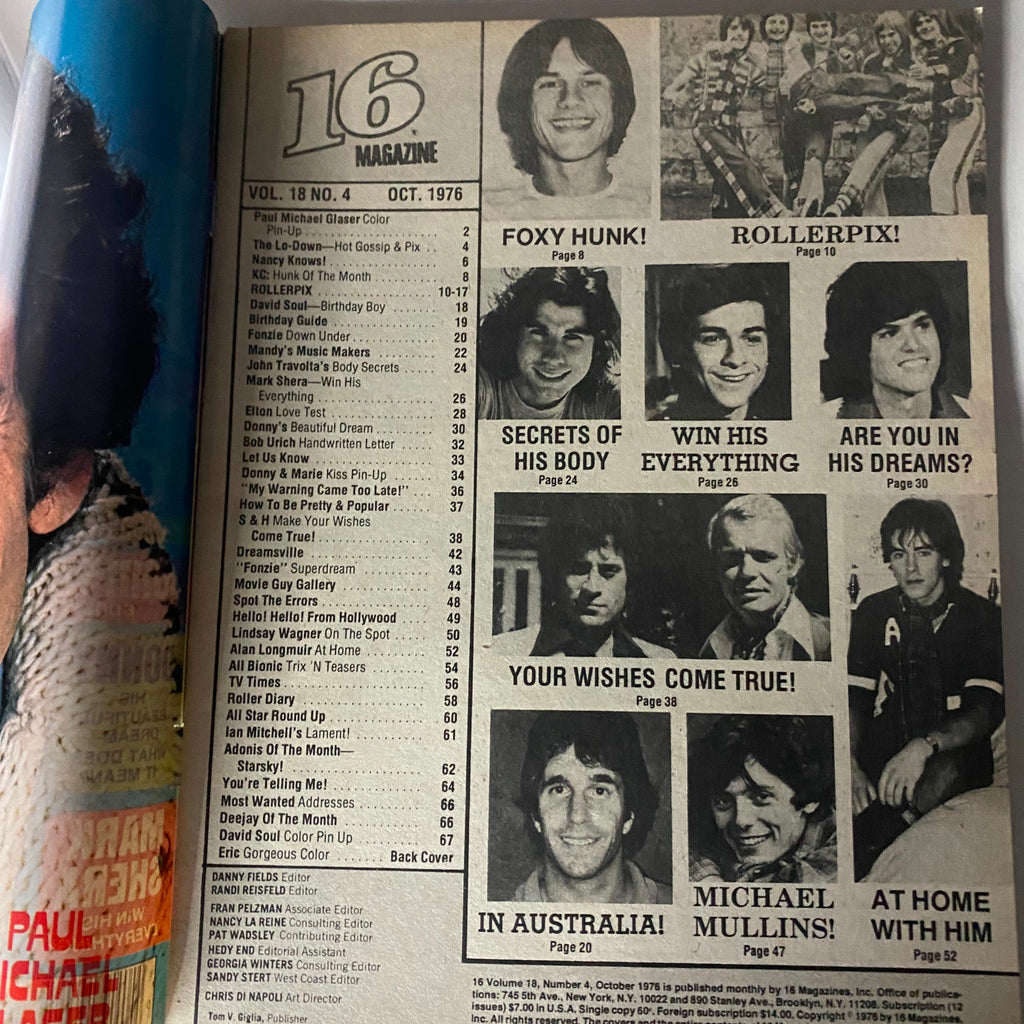 16
MAGAZINE
VOL. 18 NO. 4 OCT. 1976
Paul Michael Glaser Color
Pin-Up 2
The Lo-Down—Hot Gossip & Pix 4
Nancy Knows! 6
KC: Hunk Of The Month 8
ROLLERPIX 10-17
David Soul—Birthday Boy 18
Birthday Guide 19
Fonzie Down Under 20
Mandy's Music Makers 22
John Travolta's Body Secrets 24
Mark Shera—Win His
Everything 26
Elton Love Test 28
Donny's Beautiful Dream 30
Bob Urich Handwritten Letter 32
Let Us Know 33
Donny & Marie Kiss Pin-Up 34
"My Warning Came Too Late!" 36
How To Be Pretty & Popular 37
S & H Make Your Wishes
Come True! 38
Dreamsville 42
"Fonzie" Superdream 43
Movie Guy Gallery 44
Spot The Errors 48
Hello! Hello! From Hollywood 49
Lindsay Wagner On The Spot 50
Alan Longmuir At Home 52
All Bionic Trix 'N Teasers 54
TV Times 56
Roller Diary 58
All Star Round Up 60
Ian Mitchell's Lament! 61
Adonis Of The Month—
Starsky! 62
You're Telling Me! 64
Most Wanted Addresses 66
Deejay Of The Month 66
David Soul Color Pin Up 67
Eric Gorgeous Color Back Cover
DANNY FIELDS Editor
RANDI REISFELD Editor
FRAN PELZMAN Associate Editor
NANCY LA REINE Consulting Editor
PAT WADSLEY Contributing Editor
HEDY END Editorial Assistant
GEORGIA WINTERS Consulting Editor
SANDY STERT West Coast Editor
CHRIS DI NAPOLI Art Director
Tom V. Giglia, Publisher
FOXY HUNK!
Page 8
ROLLERPIX!
Page 10
SECRETS OF
HIS BODY
Page 24
WIN HIS
EVERYTHING
Page 26
ARE YOU IN
HIS DREAMS?
Page 30
YOUR WISHES COME TRUE!
Page 38
A
IN AUSTRALIA!
Page 20
MICHAEL
MULLINS!
Page 47
AT HOME
WITH HIM
Page 52
16 Volume 18, Number 4, October 1976 is published monthly by 16 Magazines, Inc. Office of publica-
tions: 745 5th Ave., New York, N.Y. 10022 and 890 Stanley Ave., Brooklyn, N.Y. 11208. Subscription (12
issues) $7.00 in U.S.A. Single copy 60¢. Foreign subscription $14.00. Copyright © 1976 by 16 Magazines,
Inc. All rights reserved. The covers and the entire
PAUL
MICHAEL